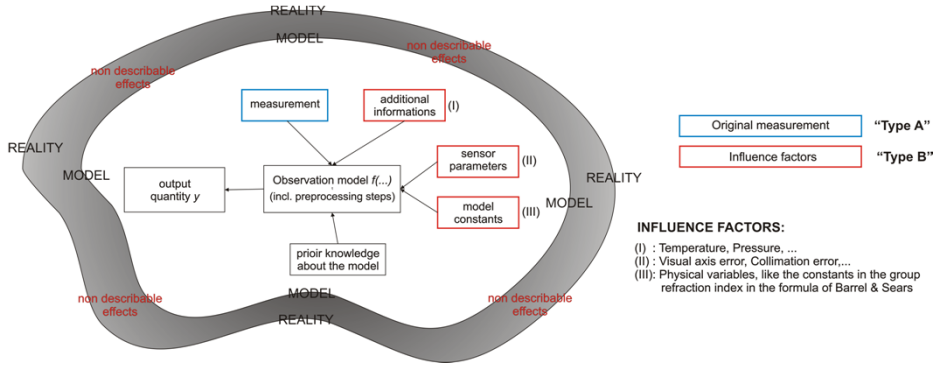 REALITY
MODEL
non describable
effects
non describable
effects
measurement
additional
informations
(I)
Original measurement
"Type A"
REALITY
MODEL
sensor
parameters
(II)
Influence factors
"Type B"
output
quantity y
Observation model f(...)
(incl. preprocessing steps)
model
constants
(III)
REALITY
MODEL
prioir knowledge
about the model
INFLUENCE FACTORS:
(I) : Temperature, Pressure, ...
(II) : Visual axis error, Collimation error,...
(III): Physical variables, like the constants in the group
refraction index in the formula of Barrel & Sears
non describable
effects
MODEL
REALITY
non describable
effects